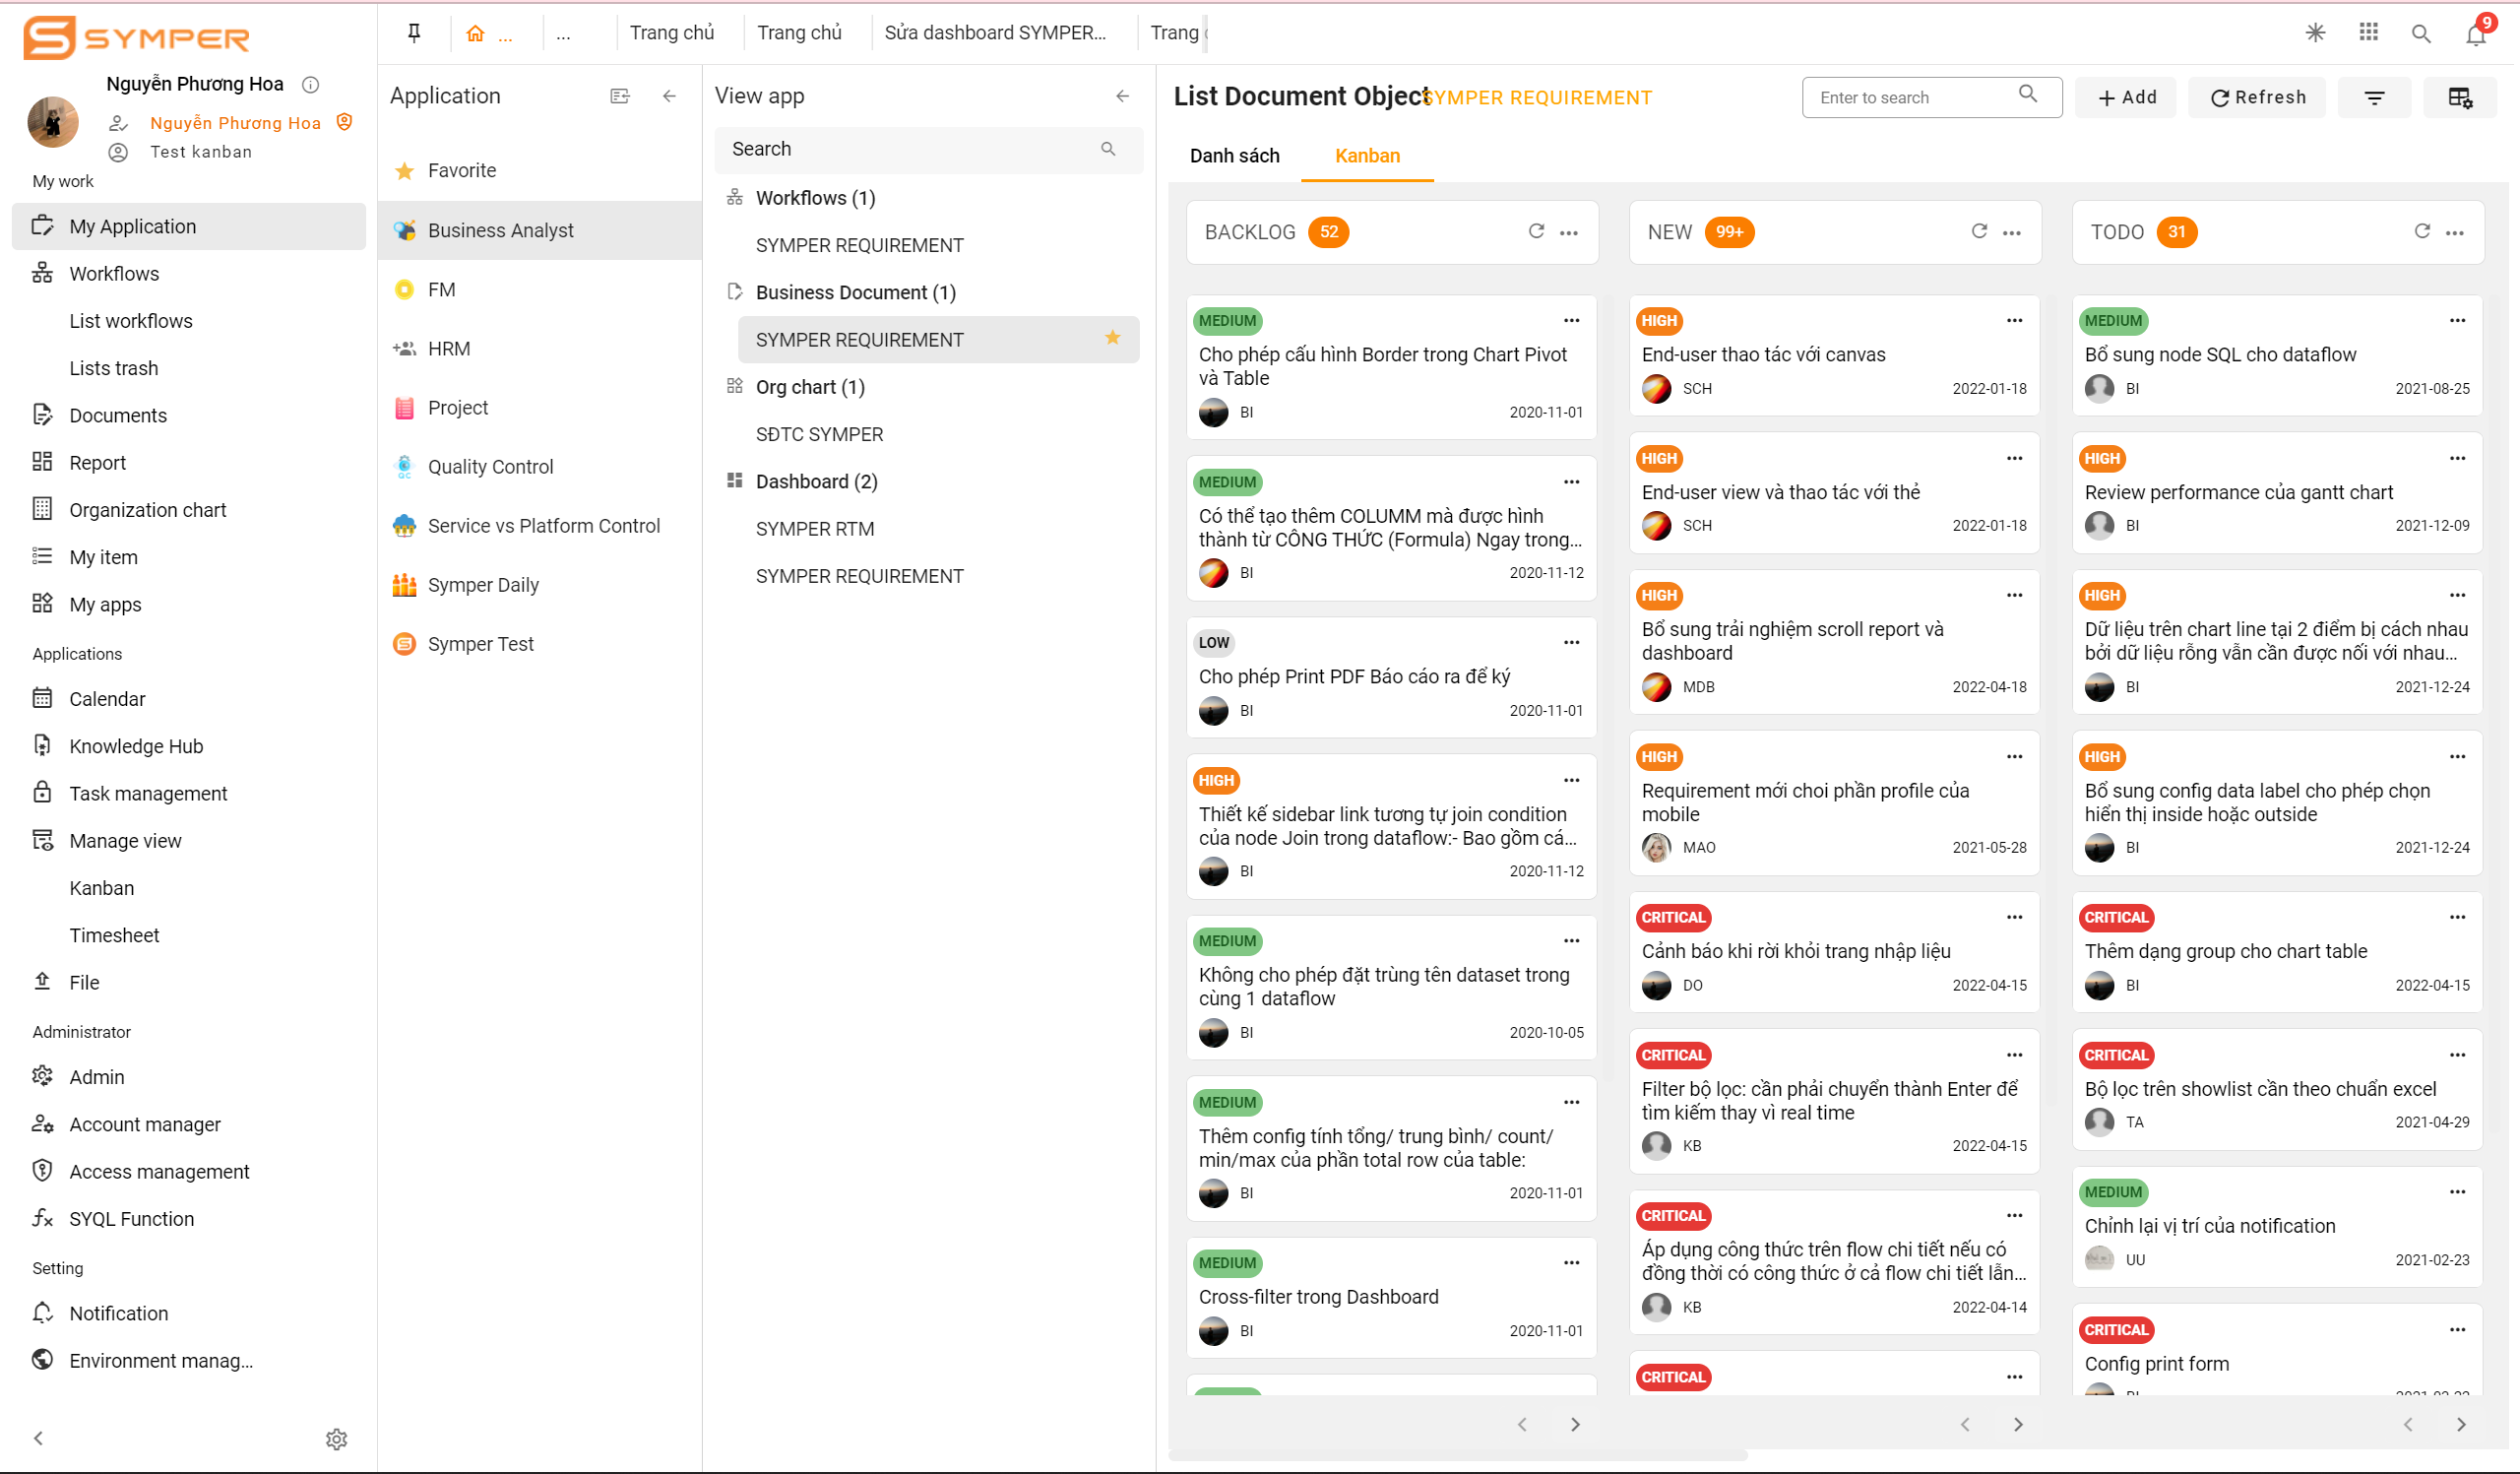 SYMPER
Nguyễn Phương Hoa
Nguyễn Phương Hoa
Test kanban
My work
My Application
Workflows
List workflows
Lists trash
Documents
Report
Organization chart
My item
My apps
Applications
Calendar
Knowledge Hub
Task management
Manage view
Kanban
Timesheet
File
Administrator
Admin
Account manager
Access management
SYQL Function
Setting
Notification
Environment manag...
...
...
Trang chủ
Trang chủ
Sửa dashboard SYMPER...
Trang
9
Application
Favorite
Business Analyst
FM
HRM
Project
Quality Control
Service vs Platform Control
Symper Daily
Symper Test
View app
Search
Workflows (1)
SYMPER REQUIREMENT
Business Document (1)
SYMPER REQUIREMENT
Org chart (1)
SĐTC SYMPER
Dashboard (2)
SYMPER RTM
SYMPER REQUIREMENT
List Document Object
SYMPER REQUIREMENT
Enter to search
Add
Refresh
Danh sách
Kanban
BACKLOG 52
MEDIUM
Cho phép cấu hình Border trong Chart Pivot
và Table
BI 2020-11-01
MEDIUM
Có thể tạo thêm COLUMM mà được hình
thành từ CÔNG THỨC (Formula) Ngay trong...
BI 2020-11-12
LOW
Cho phép Print PDF Báo cáo ra để ký
BI 2020-11-01
HIGH
Thiết kế sidebar link tương tự join condition
của node Join trong dataflow:- Bao gồm cá...
BI 2020-11-12
MEDIUM
Không cho phép đặt trùng tên dataset trong
cùng 1 dataflow
BI 2020-10-05
MEDIUM
Thêm config tính tổng/ trung bình/ count/
min/max của phần total row của table:
BI 2020-11-01
MEDIUM
Cross-filter trong Dashboard
BI 2020-11-01
NEW 99+
HIGH
End-user thao tác với canvas
SCH 2022-01-18
HIGH
End-user view và thao tác với thẻ
SCH 2022-01-18
HIGH
Bổ sung trải nghiệm scroll report và
dashboard
MDB 2022-04-18
HIGH
Requirement mới choi phần profile của
mobile
MAO 2021-05-28
CRITICAL
Cảnh báo khi rời khỏi trang nhập liệu
DO 2022-04-15
CRITICAL
Filter bộ lọc: cần phải chuyển thành Enter để
tìm kiếm thay vì real time
KB 2022-04-15
CRITICAL
Áp dụng công thức trên flow chi tiết nếu có
đồng thời có công thức ở cả flow chi tiết lẫn...
KB 2022-04-14
CRITICAL
TODO 31
MEDIUM
Bổ sung node SQL cho dataflow
BI 2021-08-25
HIGH
Review performance của gantt chart
BI 2021-12-09
HIGH
Dữ liệu trên chart line tại 2 điểm bị cách nhau
bởi dữ liệu rỗng vẫn cần được nối với nhau...
BI 2021-12-24
HIGH
Bổ sung config data label cho phép chọn
hiển thị inside hoặc outside
BI 2021-12-24
CRITICAL
Thêm dạng group cho chart table
BI 2022-04-15
CRITICAL
Bộ lọc trên showlist cần theo chuẩn excel
TA 2021-04-29
MEDIUM
Chỉnh lại vị trí của notification
UU 2021-02-23
CRITICAL
Config print form